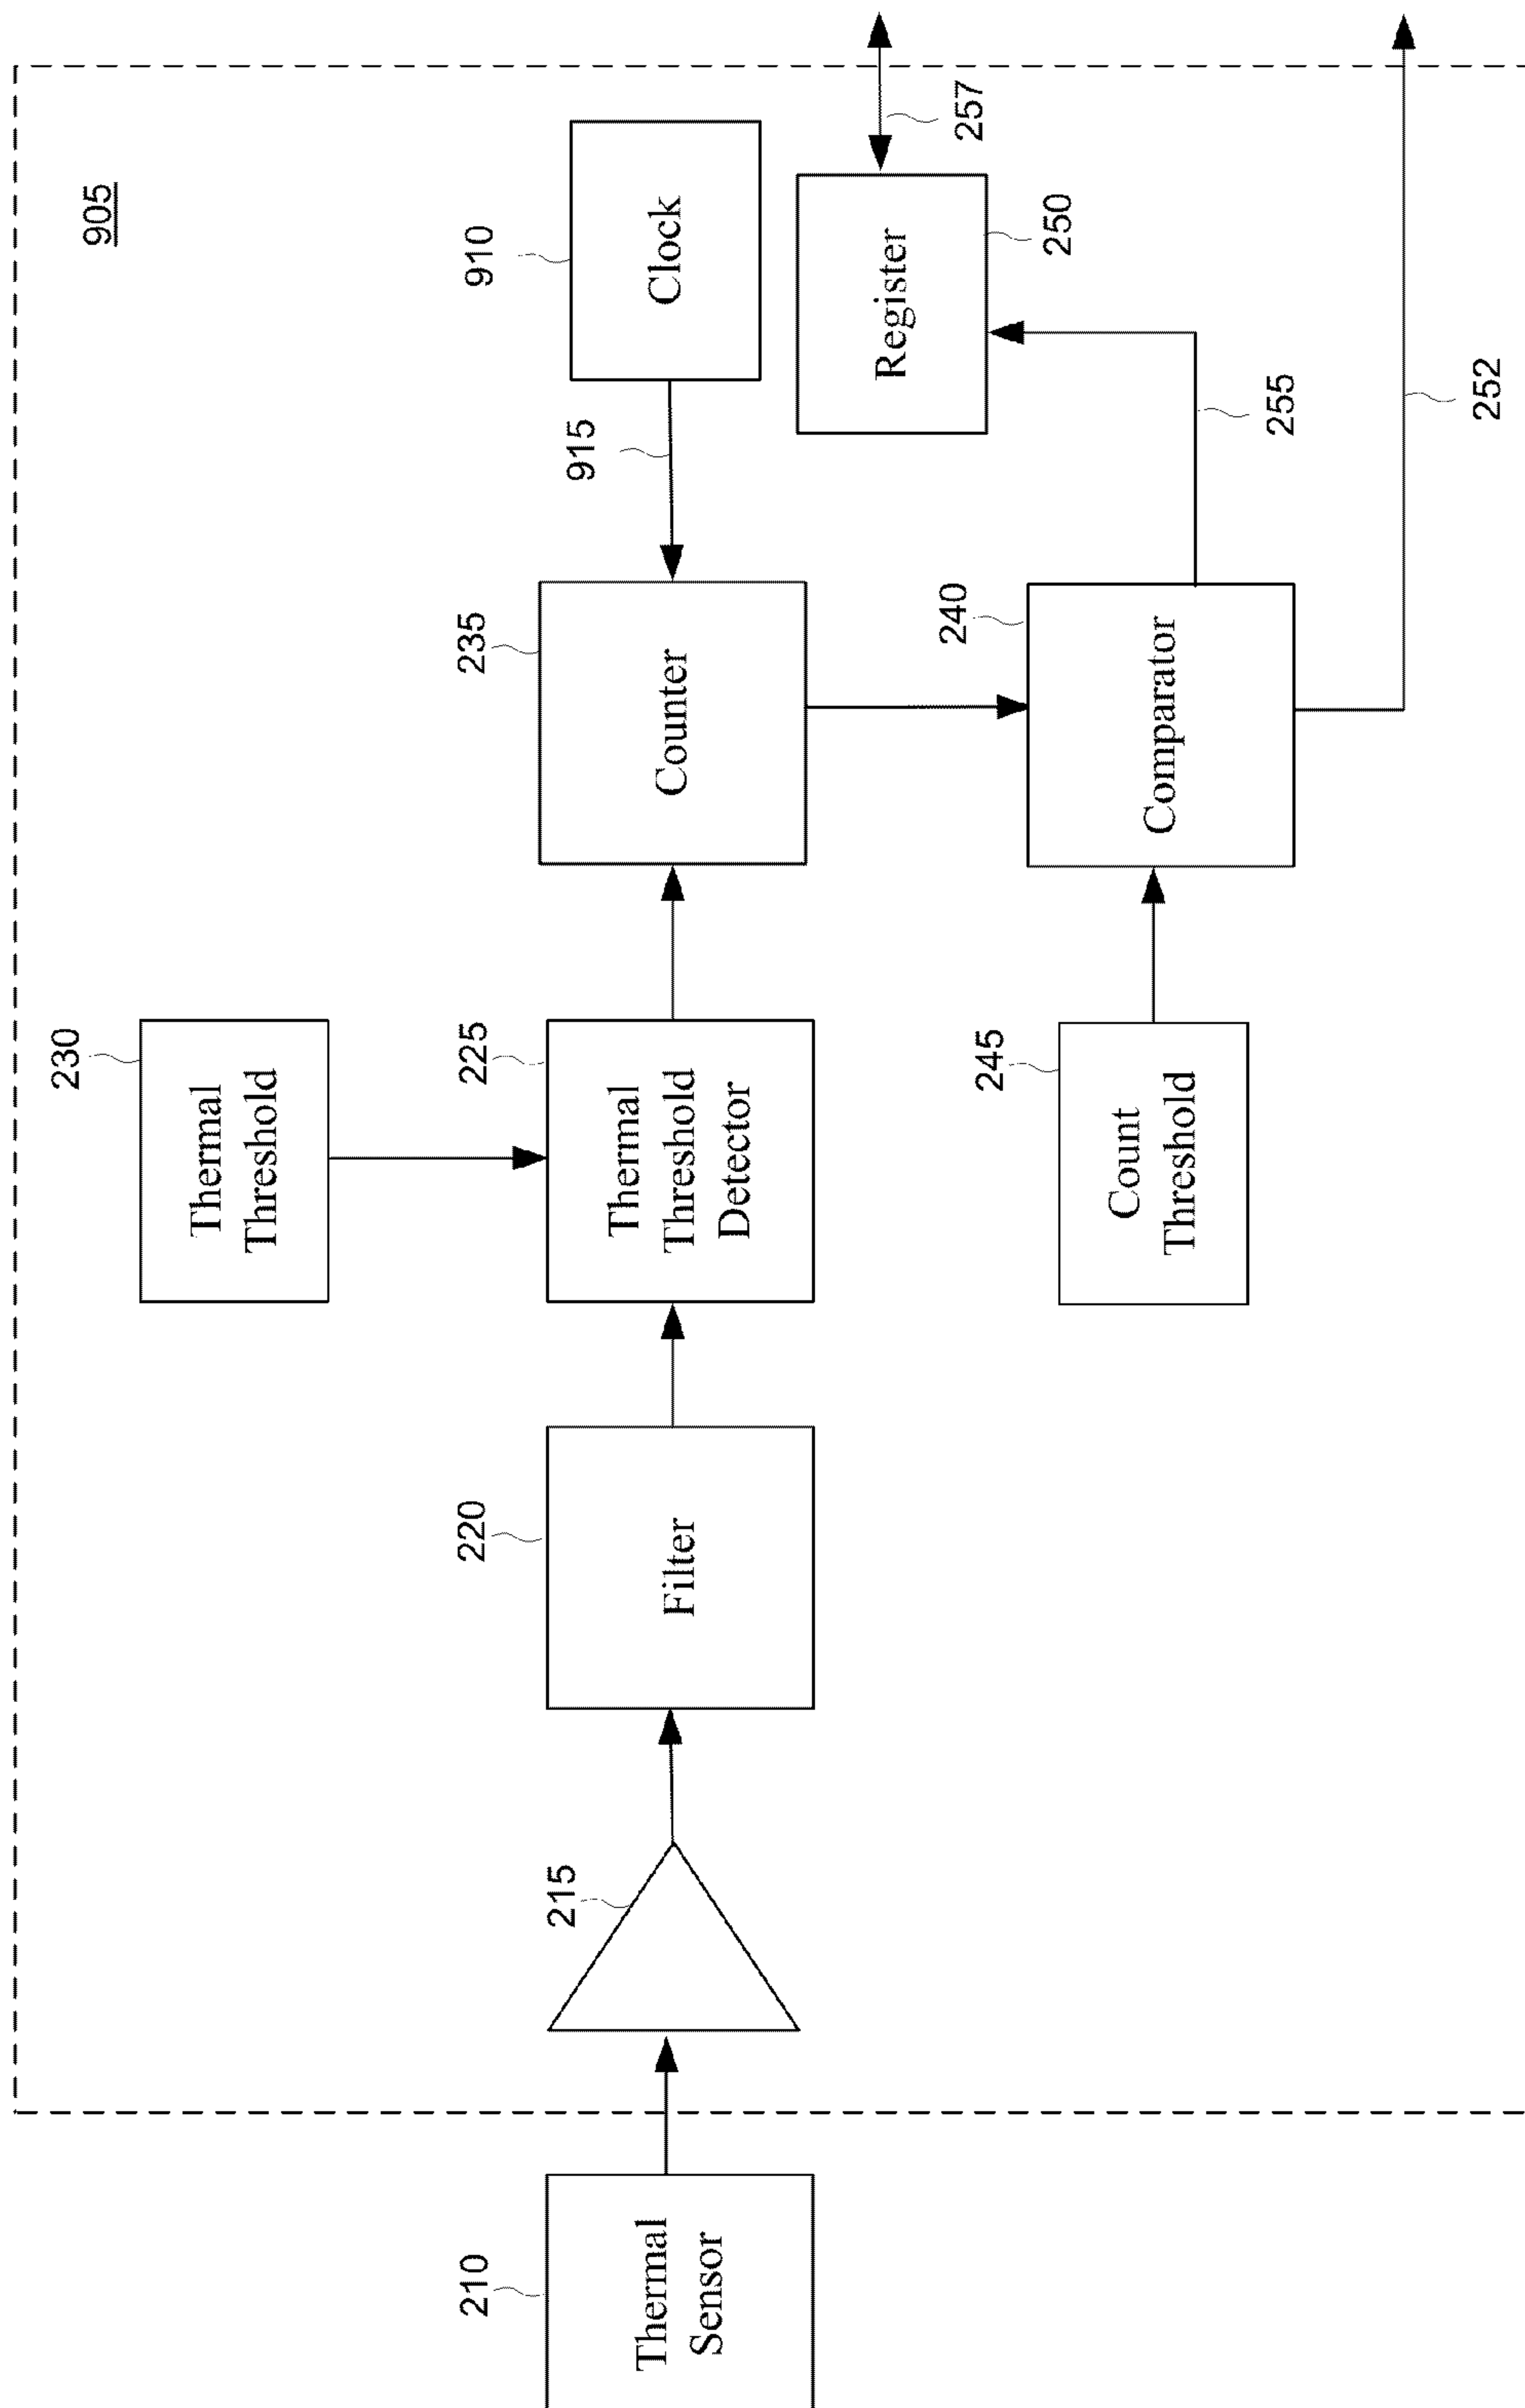 905
230
Thermal
Threshold
210
Thermal
Sensor
215
220
Filter
225
Thermal
Threshold
Detector
235
Counter
915
910
Clock
Register
250
257
245
Count
Threshold
240
Comparator
255
252